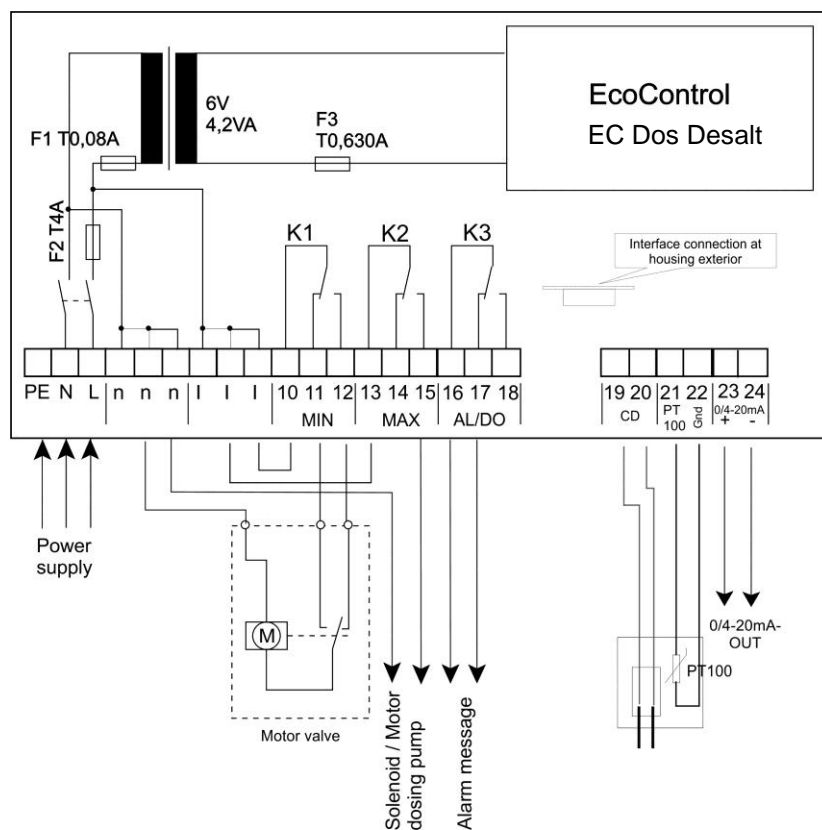 EcoControl
EC Dos Desalt
6V
4,2VA
F3
T0,630A
F1 T0,08A
F2 T4A
K1
K2
K3
Interface connection at
housing exterior
PE N L n n n l l l 10 11 12 13 14 15 16 17 18
MIN MAX AL/DO
19 20 21 22 23 24
CD
PT
100
Gnd
0/4-20mA
+ -
Power
supply
M
Motor valve
Solenoid / Motor
dosing pump
Alarm message
0/4-20mA-
OUT
PT100